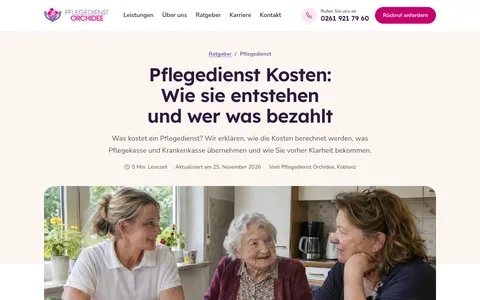 PFLEGEDIENST
ORCHIDEE
Leistungen
Über uns
Ratgeber
Karriere
Kontakt
Rufen Sie uns an
0261 921 79 60
Rückruf anfordern
Ratgeber / Pflegedienst
Pflegedienst Kosten:
Wie sie entstehen
und wer was bezahlt
Was kostet ein Pflegedienst? Wir erklären, wie die Kosten berechnet werden, was
Pflegekasse und Krankenkasse übernehmen und wie Sie vorher Klarheit bekommen.
5 Min. Lesezeit
Aktualisiert am 25. November 2026
Vom Pflegedienst Orchidee, Koblenz